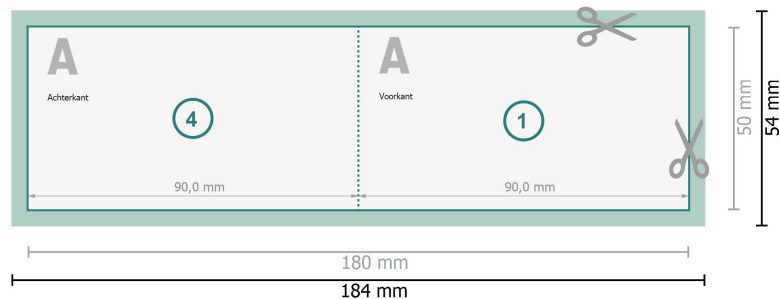 A
Achterkant
4
90,0 mm
A
Voorkant
1
90,0 mm
50 mm
54 mm
180 mm
184 mm